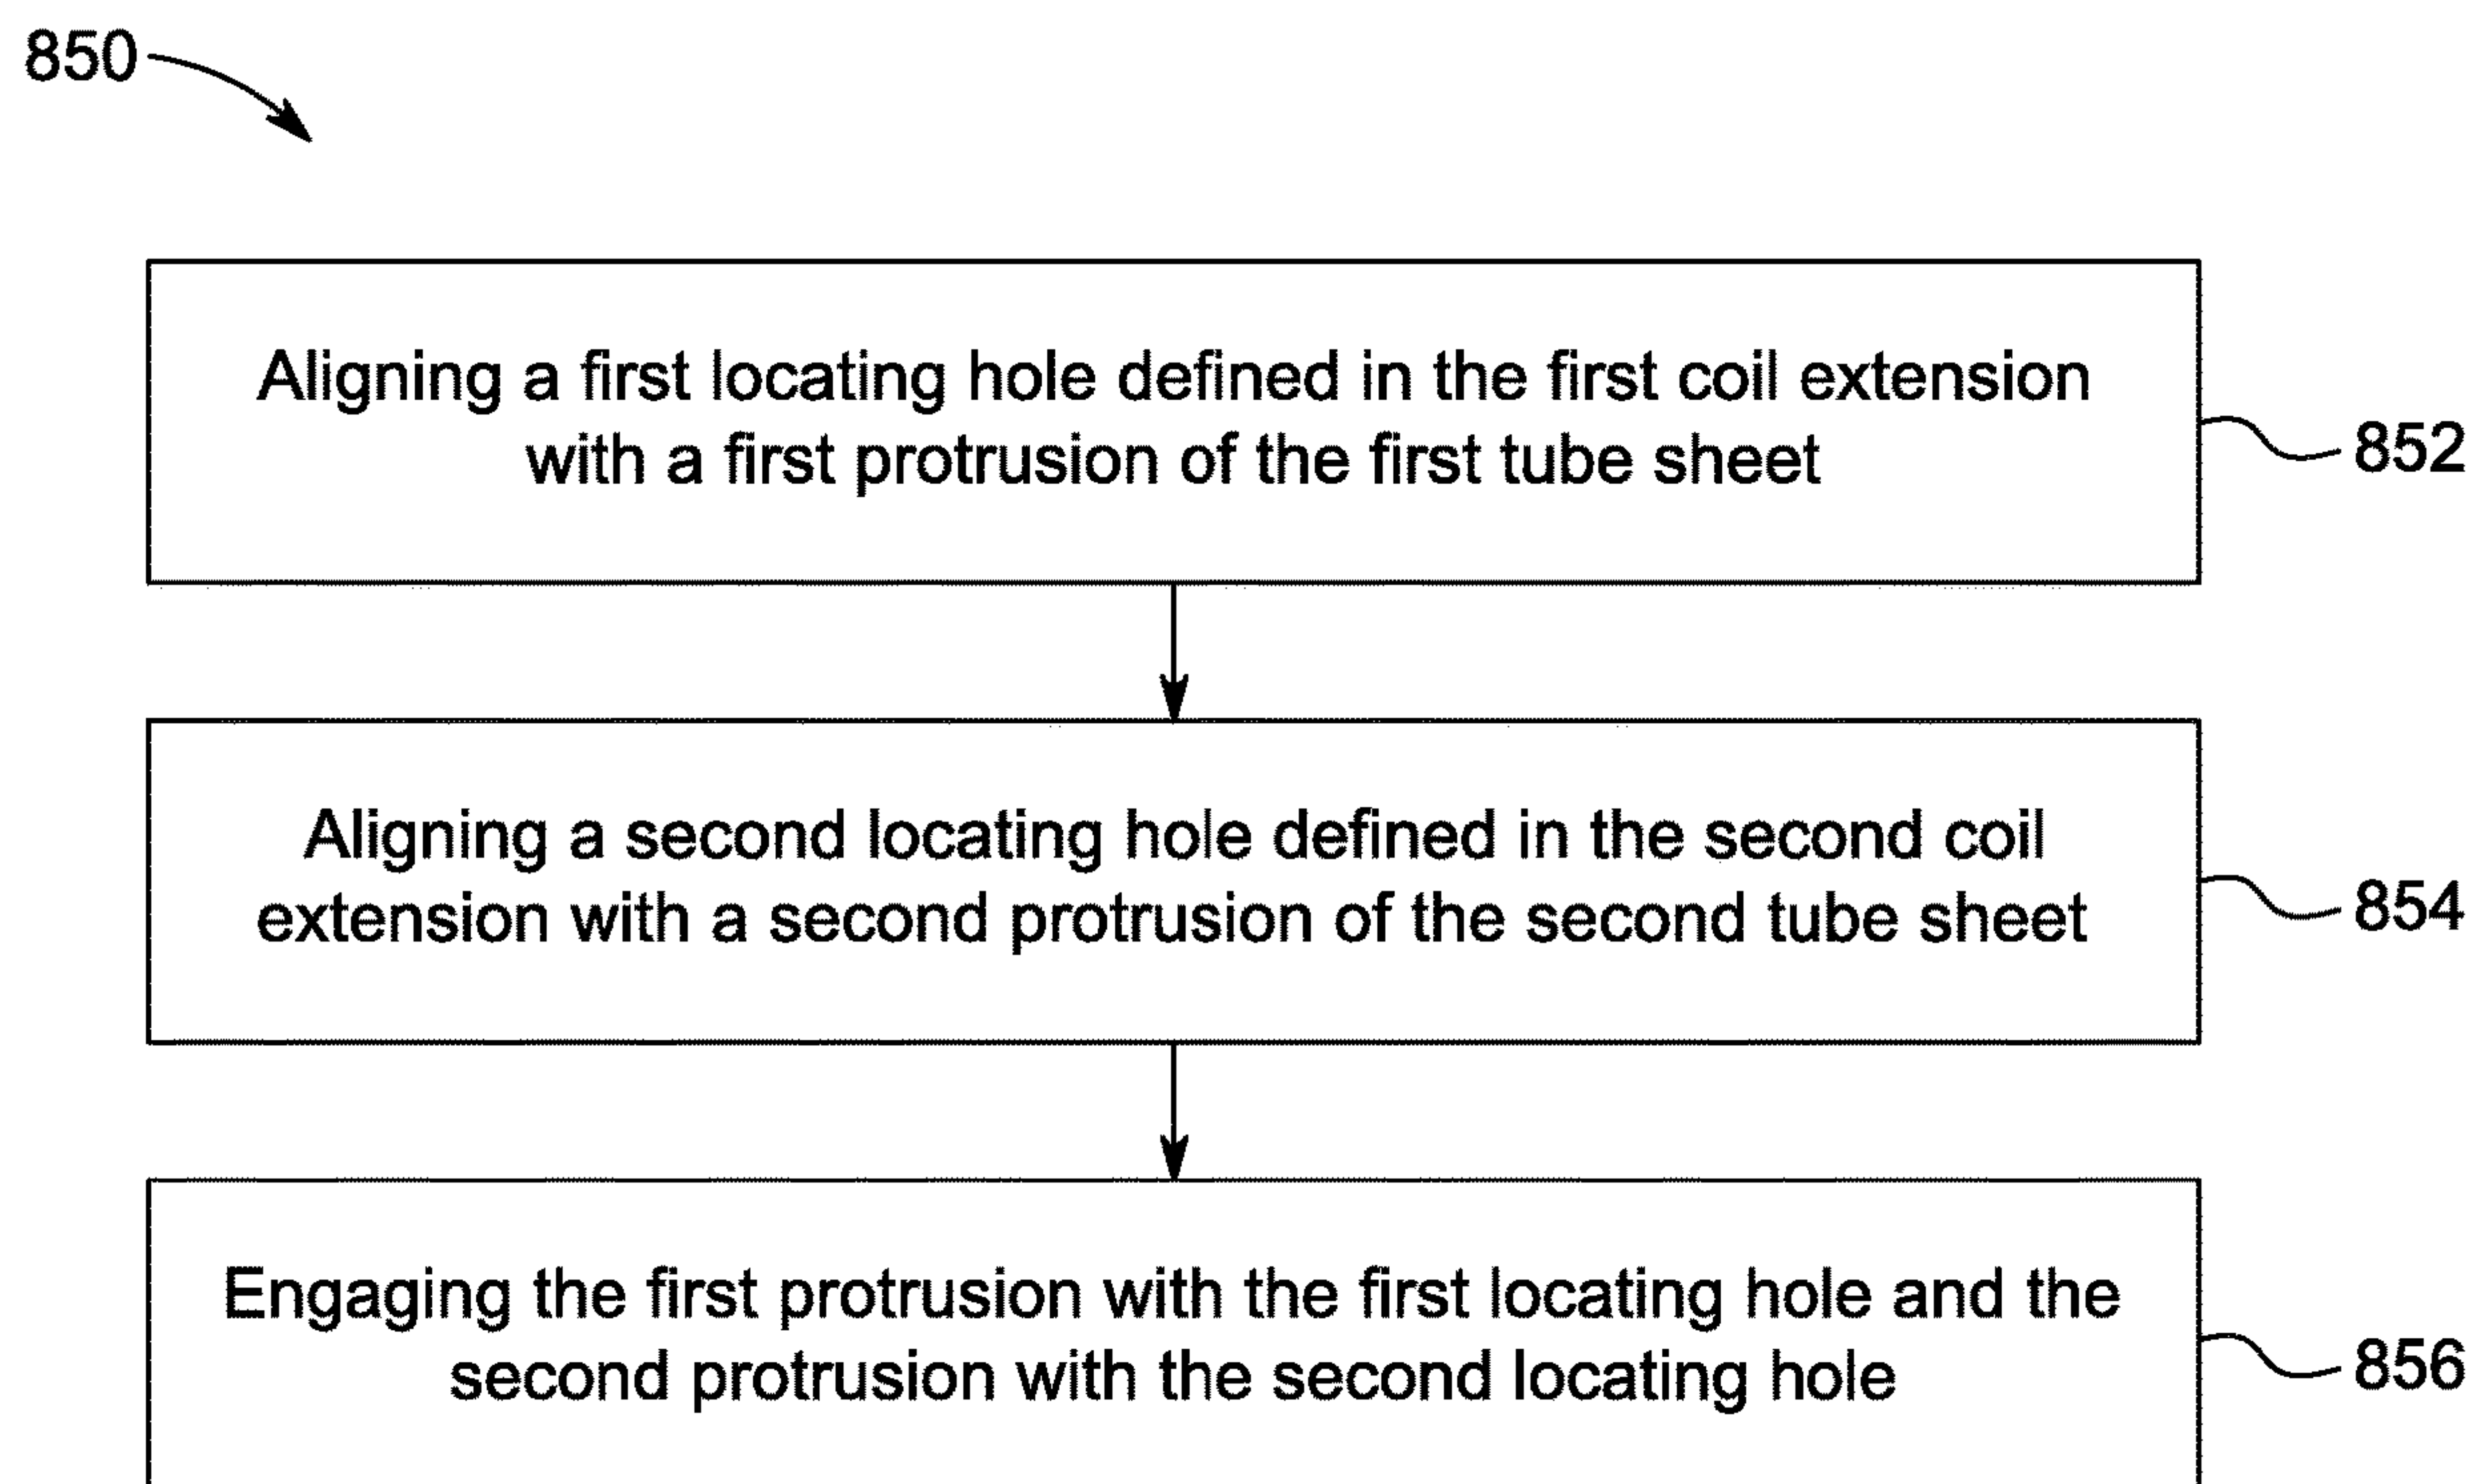 850
Aligning a first locating hole defined in the first coil extension
with a first protrusion of the first tube sheet
852
Aligning a second locating hole defined in the second coil
extension with a second protrusion of the second tube sheet
854
Engaging the first protrusion with the first locating hole and the
second protrusion with the second locating hole
856